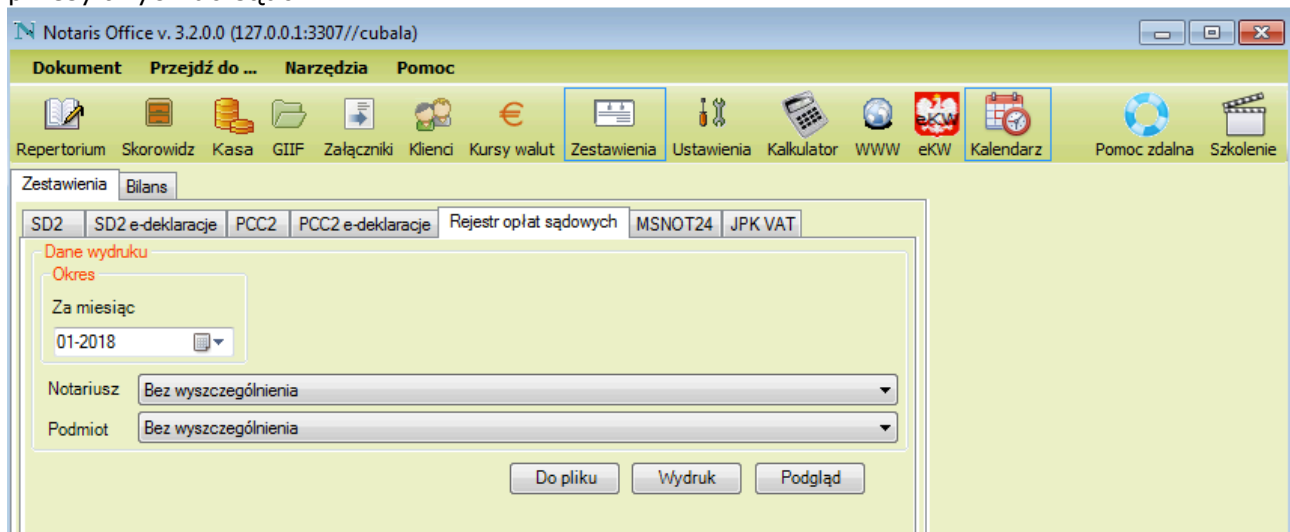 Notaris Office v. 3.2.0.0 (127.0.0.1:3307//cubala)
Dokument Przejdź do ... Narzędzia Pomoc
eKW
Repertorium Skorowidz Kasa GIIF Załączniki Klienci Kursy walut Zestawienia Ustawienia Kalkulator WWW eKW Kalendarz Pomoc zdalna Szkolenie
Zestawienia Bilans
SD2 SD2 e-deklaracje PCC2 PCC2 e-deklaracje Rejestr opłat sądowych MSNOT24 JPK VAT
Dane wydruku
Okres
Za miesiąc
01-2018
Notariusz Bez wyszczególnienia
Podmiot Bez wyszczególnienia
Do pliku Wydruk Podgląd